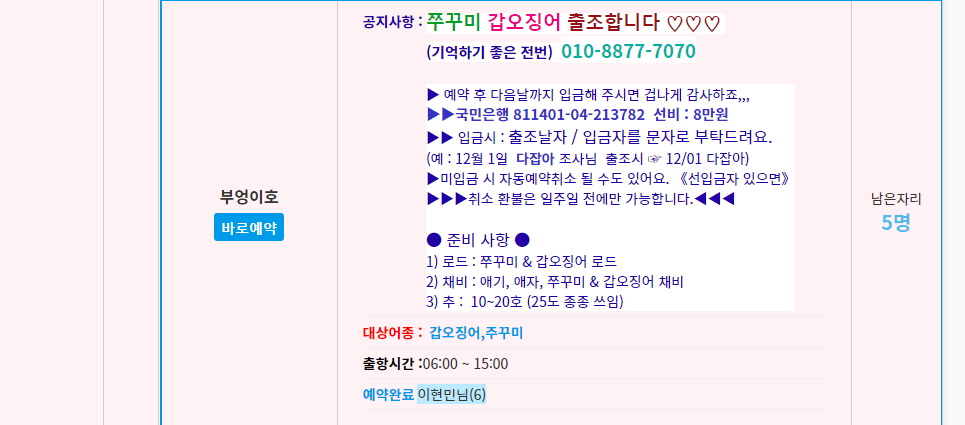 공지사항 : 쭈꾸미 갑오징어 출조합니다 ♡♡♡
(기억하기 좋은 전번) 010-8877-7070
▶ 예약 후 다음날까지 입금해 주시면 겁나게 감사하죠,,,
▶▶국민은행 811401-04-213782 선비 : 8만원
▶▶ 입금시 : 출조날자 / 입금자를 문자로 부탁드려요.
(예 : 12월 1일 다잡아 조사님 출조시 ☞ 12/01 다잡아)
▶미입금 시 자동예약취소 될 수도 있어요. 《선입금자 있으면》
▶▶▶취소 환불은 일주일 전에만 가능합니다.◀◀◀
부엉이호
바로예약
남은자리
5명
● 준비 사항 ●
1) 로드 : 쭈꾸미 & 갑오징어 로드
2) 채비 : 애기, 애자, 쭈꾸미 & 갑오징어 채비
3) 추 : 10~20호 (25도 종종 쓰임)
대상어종 : 갑오징어,주꾸미
출항시간 :06:00 ~ 15:00
예약완료 이현민님(6)